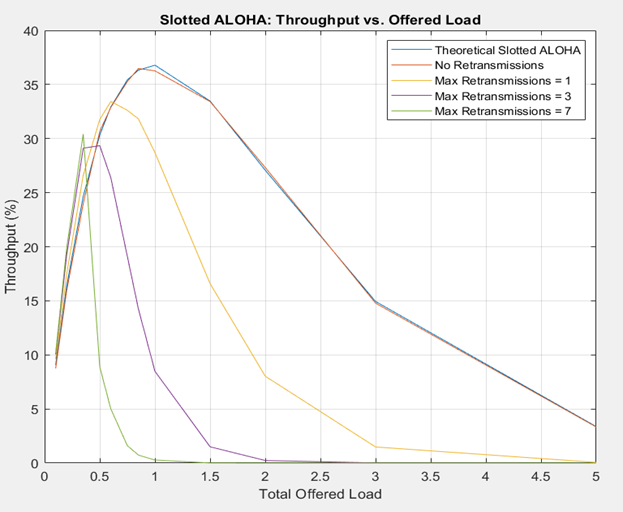 Slotted ALOHA: Throughput vs. Offered Load
Theoretical Slotted ALOHA
No Retransmissions
Max Retransmissions = 1
Max Retransmissions = 3
Max Retransmissions = 7
Throughput (%)
40
35
30
25
20
15
10
5
0
0 0.5 1 1.5 2 2.5 3 3.5 4 4.5 5
Total Offered Load